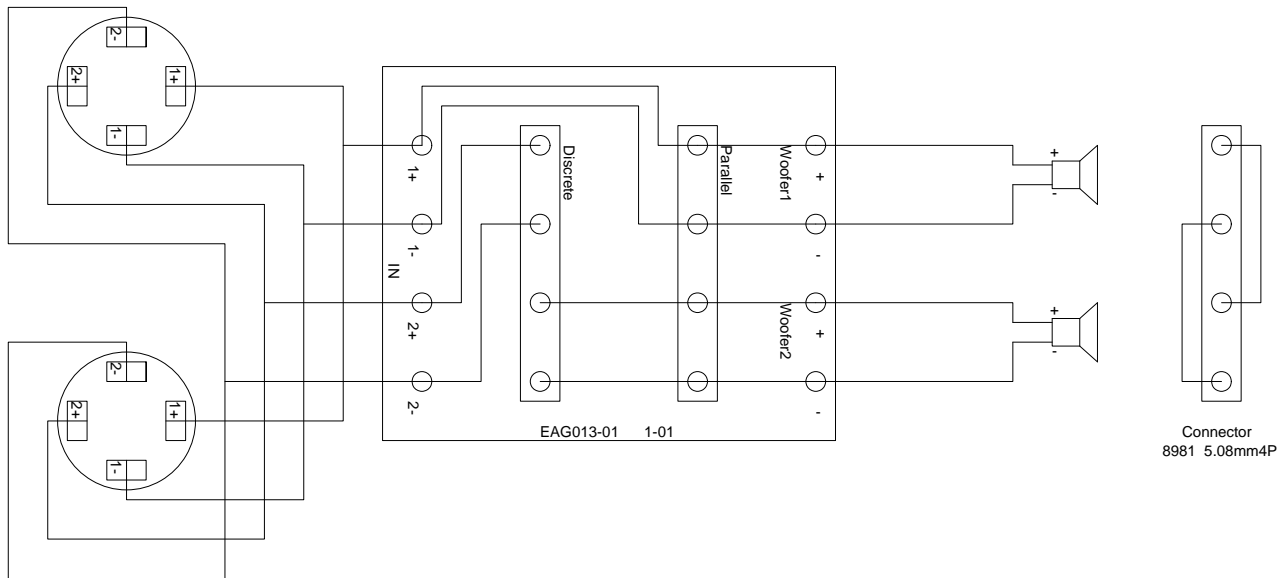 2-
2+
1+
1-
2-
2+
1+
1-
1+
1-
IN
2+
2-
Discrete
Parallel
Woofer1
+
-
Woofer2
+
-
+
-
+
-
EAG013-01 1-01
Connector
8981 5.08mm4P